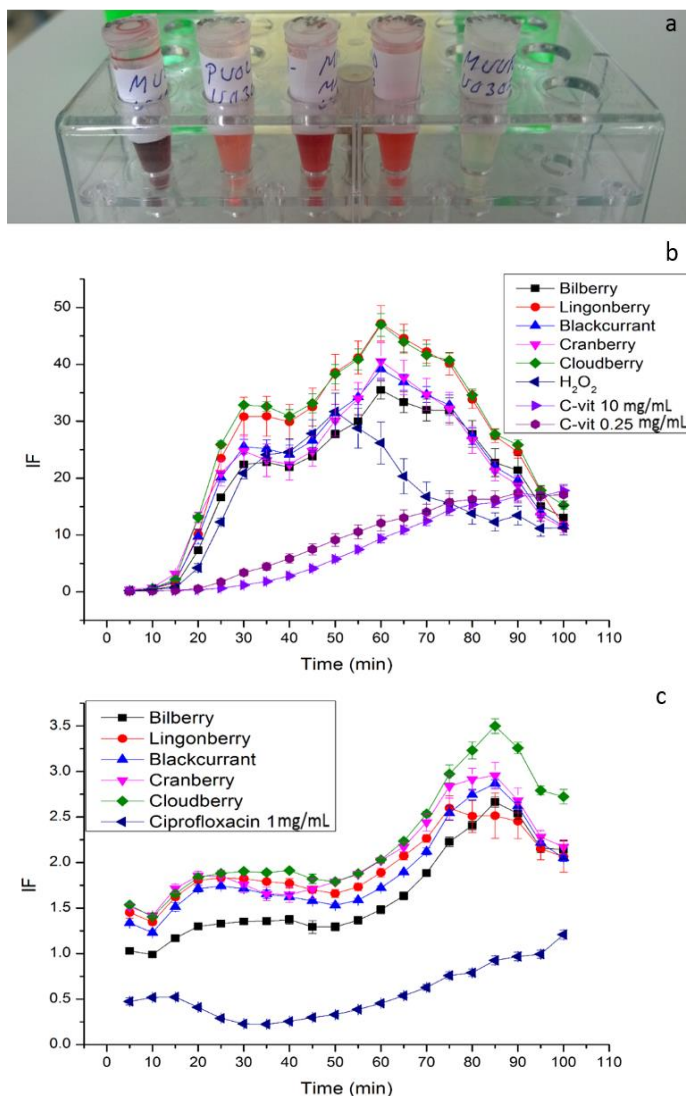 a
MUS
PUOL
150301
M
MUUR
150301
b
IF
50
40
30
20
10
0
Bilberry
Lingonberry
Blackcurrant
Cranberry
Cloudberry
H₂O₂
C-vit 10 mg/mL
C-vit 0.25 mg/mL
0 10 20 30 40 50 60 70 80 90 100 110
Time (min)
c
IF
3.5
3.0
2.5
2.0
1.5
1.0
0.5
0.0
Bilberry
Lingonberry
Blackcurrant
Cranberry
Cloudberry
Ciprofloxacin 1mg/mL
0 10 20 30 40 50 60 70 80 90 100 110
Time (min)